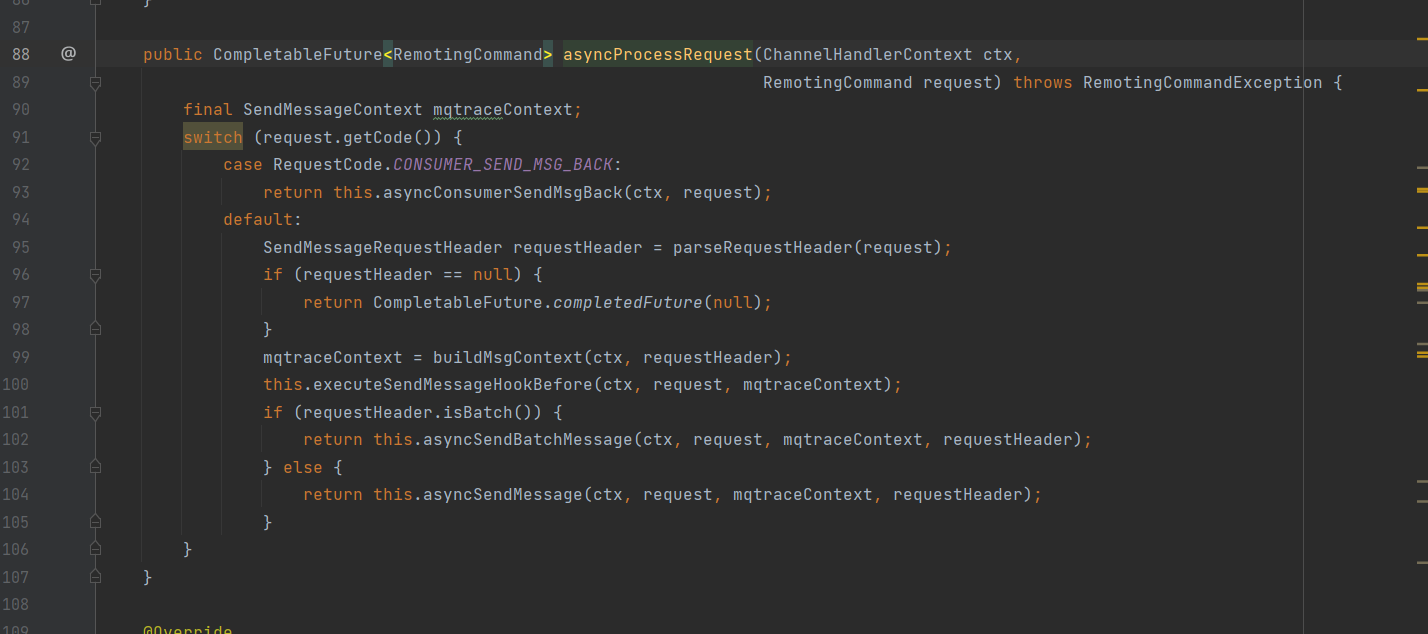 86 }
87
88 @ public CompletableFuture<RemotingCommand> asyncProcessRequest(ChannelHandlerContext ctx,
89 RemotingCommand request) throws RemotingCommandException {
90 final SendMessageContext mqtraceContext;
91 switch (request.getCode()) {
92 case RequestCode.CONSUMER_SEND_MSG_BACK:
93 return this.asyncConsumerSendMsgBack(ctx, request);
94 default:
95 SendMessageRequestHeader requestHeader = parseRequestHeader(request);
96 if (requestHeader == null) {
97 return CompletableFuture.completedFuture(null);
98 }
99 mqtraceContext = buildMsgContext(ctx, requestHeader);
100 this.executeSendMessageHookBefore(ctx, request, mqtraceContext);
101 if (requestHeader.isBatch()) {
102 return this.asyncSendBatchMessage(ctx, request, mqtraceContext, requestHeader);
103 } else {
104 return this.asyncSendMessage(ctx, request, mqtraceContext, requestHeader);
105 }
106 }
107 }
108
109 @Override